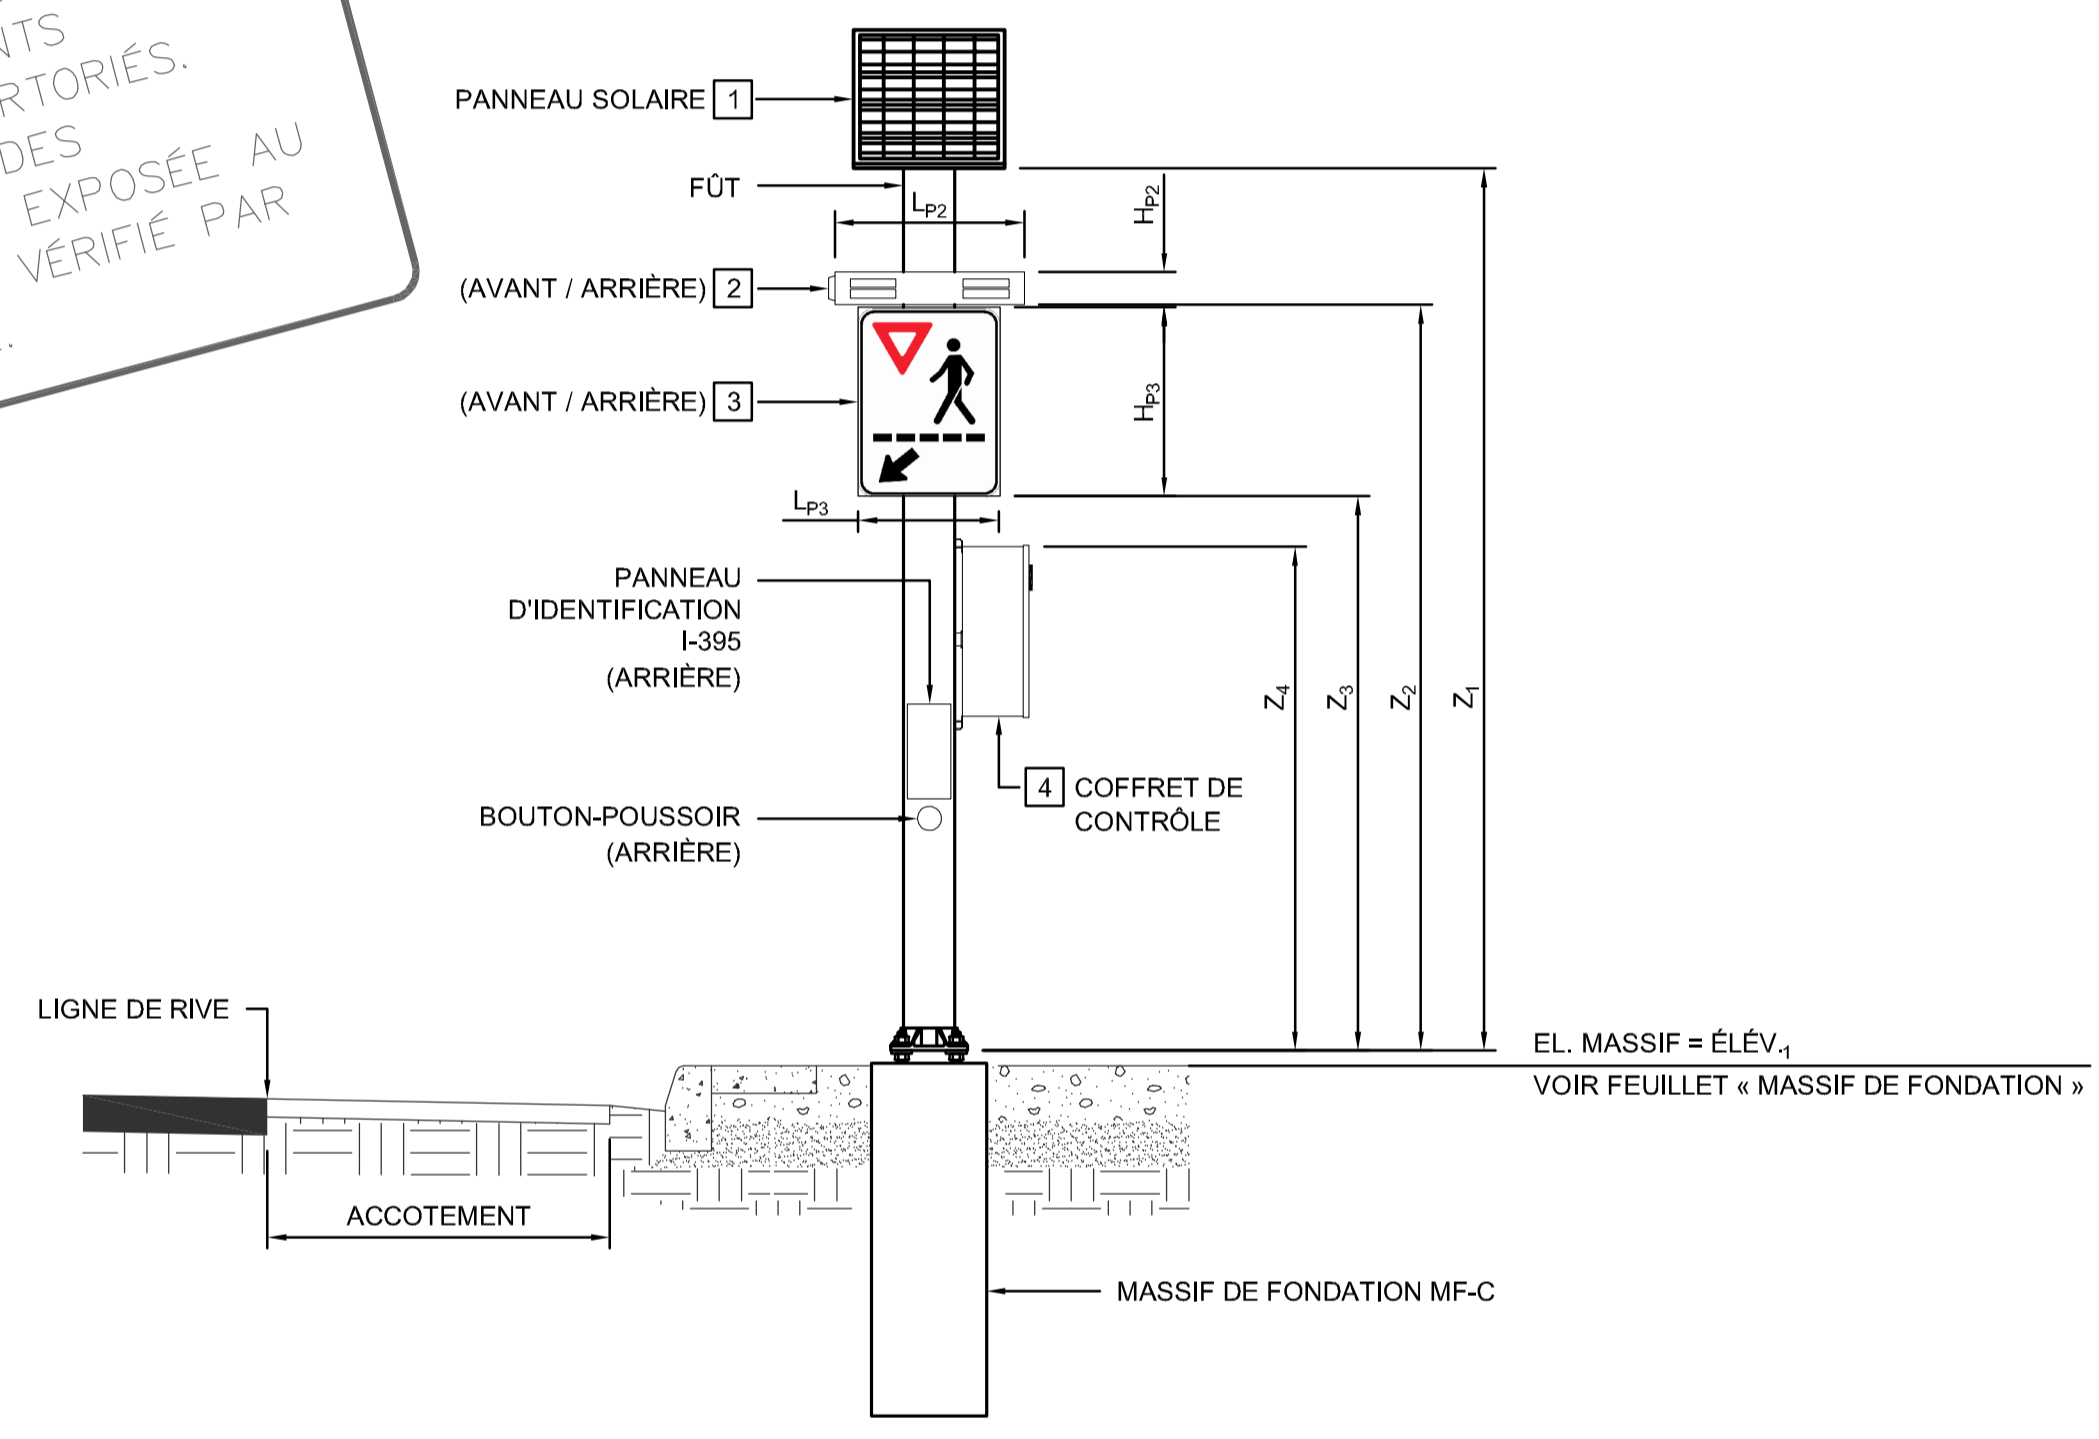 NTS
RTORIÉS.
DES
EXPOSÉE AU
VÉRIFIÉ PAR
PANNEAU SOLAIRE 1
FÛT
LP2
HP2
(AVANT / ARRIÈRE) 2
(AVANT / ARRIÈRE) 3
HP3
LP3
PANNEAU
D'IDENTIFICATION
I-395
(ARRIÈRE)
Z4
Z3
Z2
Z1
4 COFFRET DE
CONTRÔLE
BOUTON-POUSSOIR
(ARRIÈRE)
LIGNE DE RIVE
EL. MASSIF = ÉLÉV.1
VOIR FEUILLET « MASSIF DE FONDATION »
ACCOTEMENT
MASSIF DE FONDATION MF-C